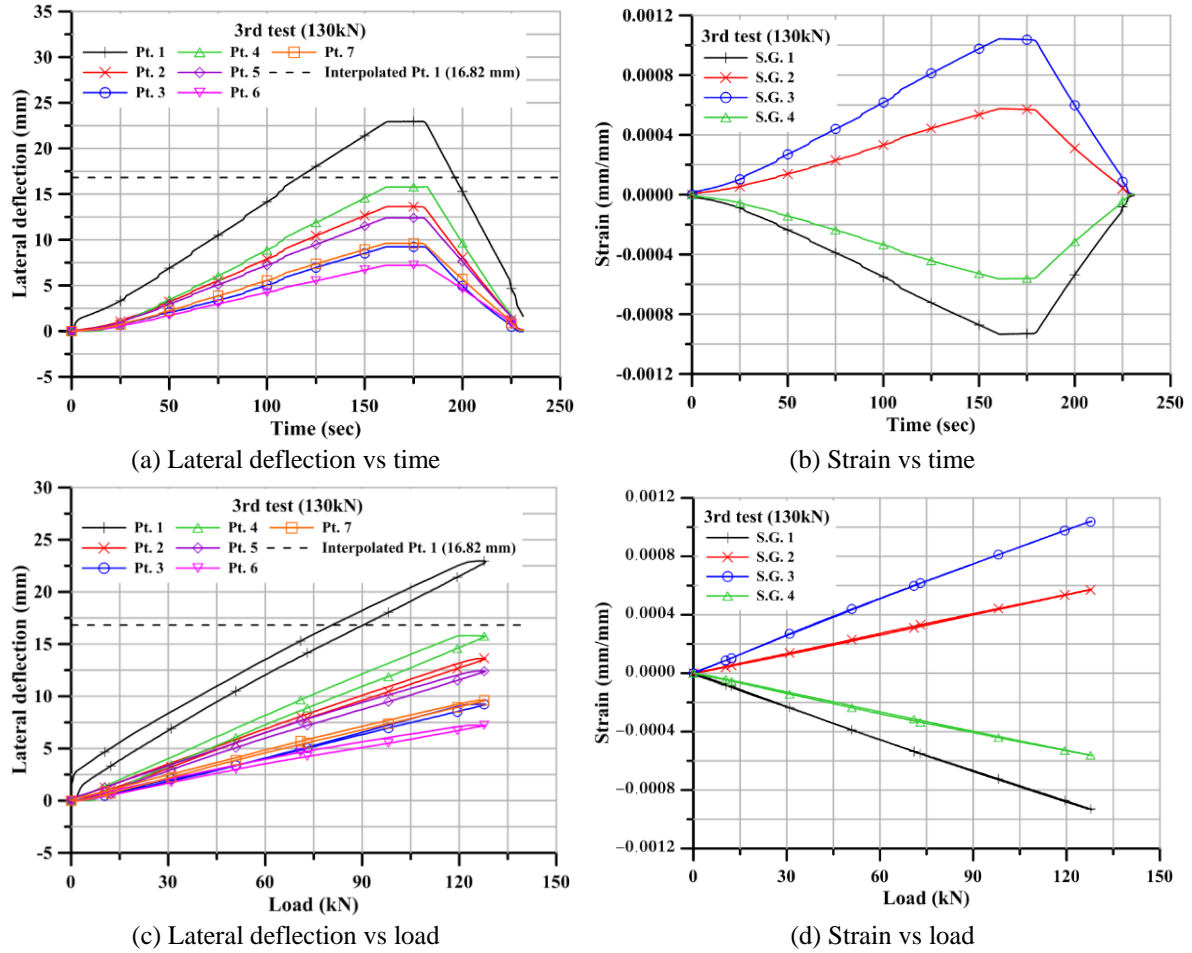 35
30
25
20
15
10
5
0
-5
Lateral deflection (mm)
3rd test (130kN)
Pt. 1 Pt. 4 Pt. 7
Pt. 2 Pt. 5 Interpolated Pt. 1 (16.82 mm)
Pt. 3 Pt. 6
0 50 100 150 200 250
Time (sec)
(a) Lateral deflection vs time
0.0012
0.0008
0.0004
0.0000
-0.0004
-0.0008
-0.0012
Strain (mm/mm)
3rd test (130kN)
S.G. 1
S.G. 2
S.G. 3
S.G. 4
0 50 100 150 200 250
Time (sec)
(b) Strain vs time
30
25
20
15
10
5
0
-5
Lateral deflection (mm)
3rd test (130kN)
Pt. 1 Pt. 4 Pt. 7
Pt. 2 Pt. 5 Interpolated Pt. 1 (16.82 mm)
Pt. 3 Pt. 6
0 30 60 90 120 150
Load (kN)
(c) Lateral deflection vs load
0.0012
0.0008
0.0004
0.0000
−0.0004
−0.0008
−0.0012
Strain (mm/mm)
3rd test (130kN)
S.G. 1
S.G. 2
S.G. 3
S.G. 4
0 30 60 90 120 150
Load (kN)
(d) Strain vs load